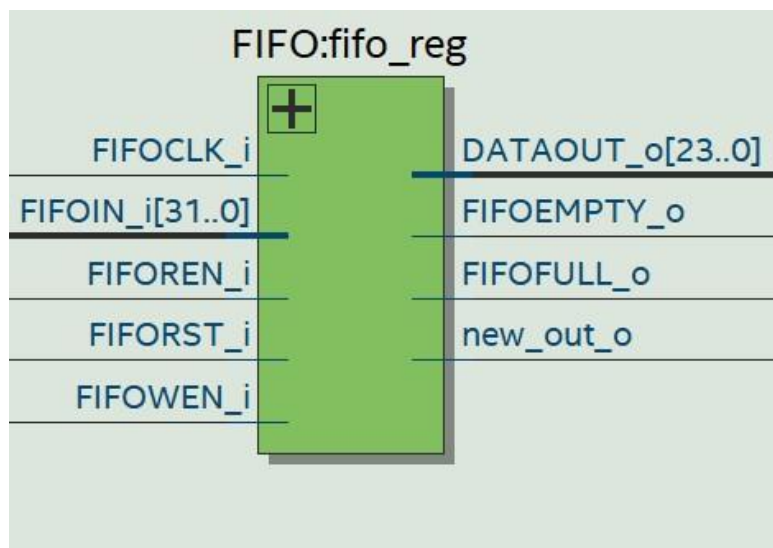 FIFO:fifo_reg
FIFOCLK_i
FIFOIN_i[31..0]
FIFOREN_i
FIFORST_i
FIFOWEN_i
DATAOUT_o[23..0]
FIFOEMPTY_o
FIFOFULL_o
new_out_o